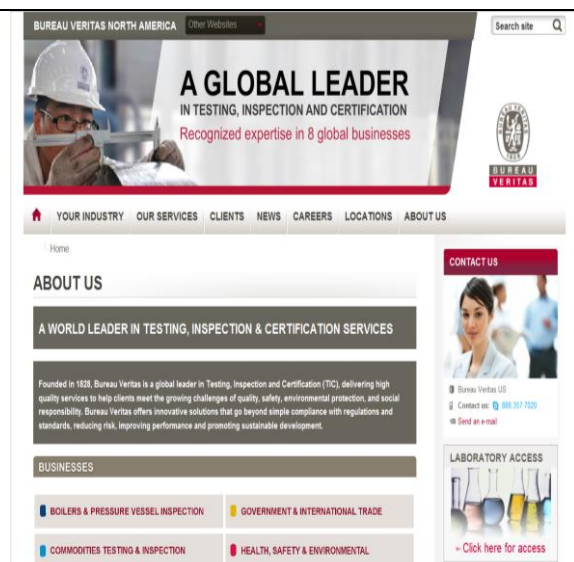 BUREAU VERITAS NORTH AMERICA
Other Websites
Search site
A GLOBAL LEADER
IN TESTING, INSPECTION AND CERTIFICATION
Recognized expertise in 8 global businesses
1828
BUREAU
VERITAS
YOUR INDUSTRY OUR SERVICES CLIENTS NEWS CAREERS LOCATIONS ABOUT US
Home
ABOUT US
A WORLD LEADER IN TESTING, INSPECTION & CERTIFICATION SERVICES
Founded in 1828, Bureau Veritas is a global leader in Testing, Inspection and Certification (TIC), delivering high
quality services to help clients meet the growing challenges of quality, safety, environmental protection, and social
responsibility. Bureau Veritas offers innovative solutions that go beyond simple compliance with regulations and
standards, reducing risk, improving performance and promoting sustainable development.
BUSINESSES
BOILERS & PRESSURE VESSEL INSPECTION
GOVERNMENT & INTERNATIONAL TRADE
COMMODITIES TESTING & INSPECTION
HEALTH, SAFETY & ENVIRONMENTAL
CONTACT US
Bureau Veritas US
Contact us:
Send an e-mail
LABORATORY ACCESS
» Click here for access